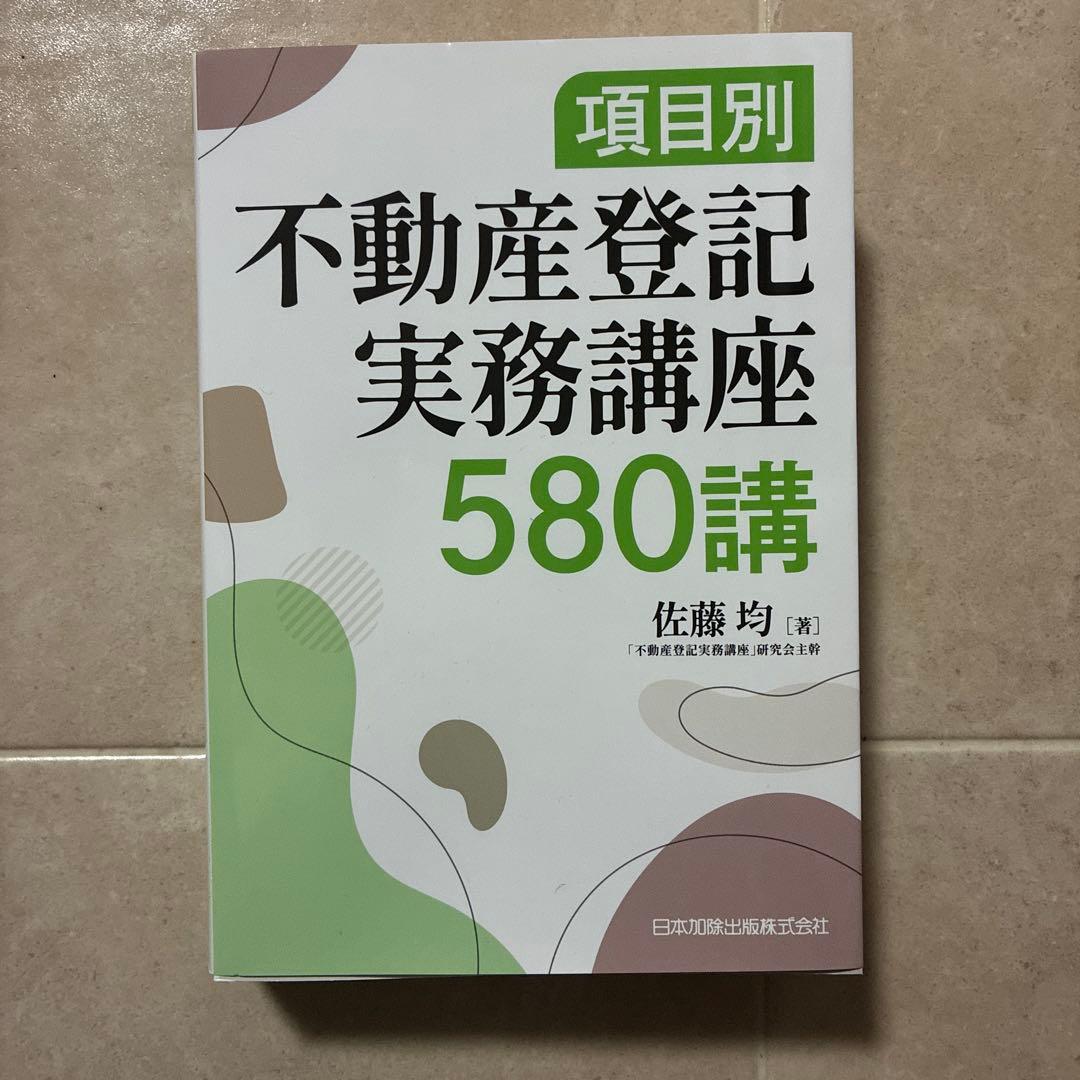 項目別
不動産登記
実務講座
580講
佐藤 均[著]
「不動産登記実務講座」研究会主幹
日本加除出版株式会社